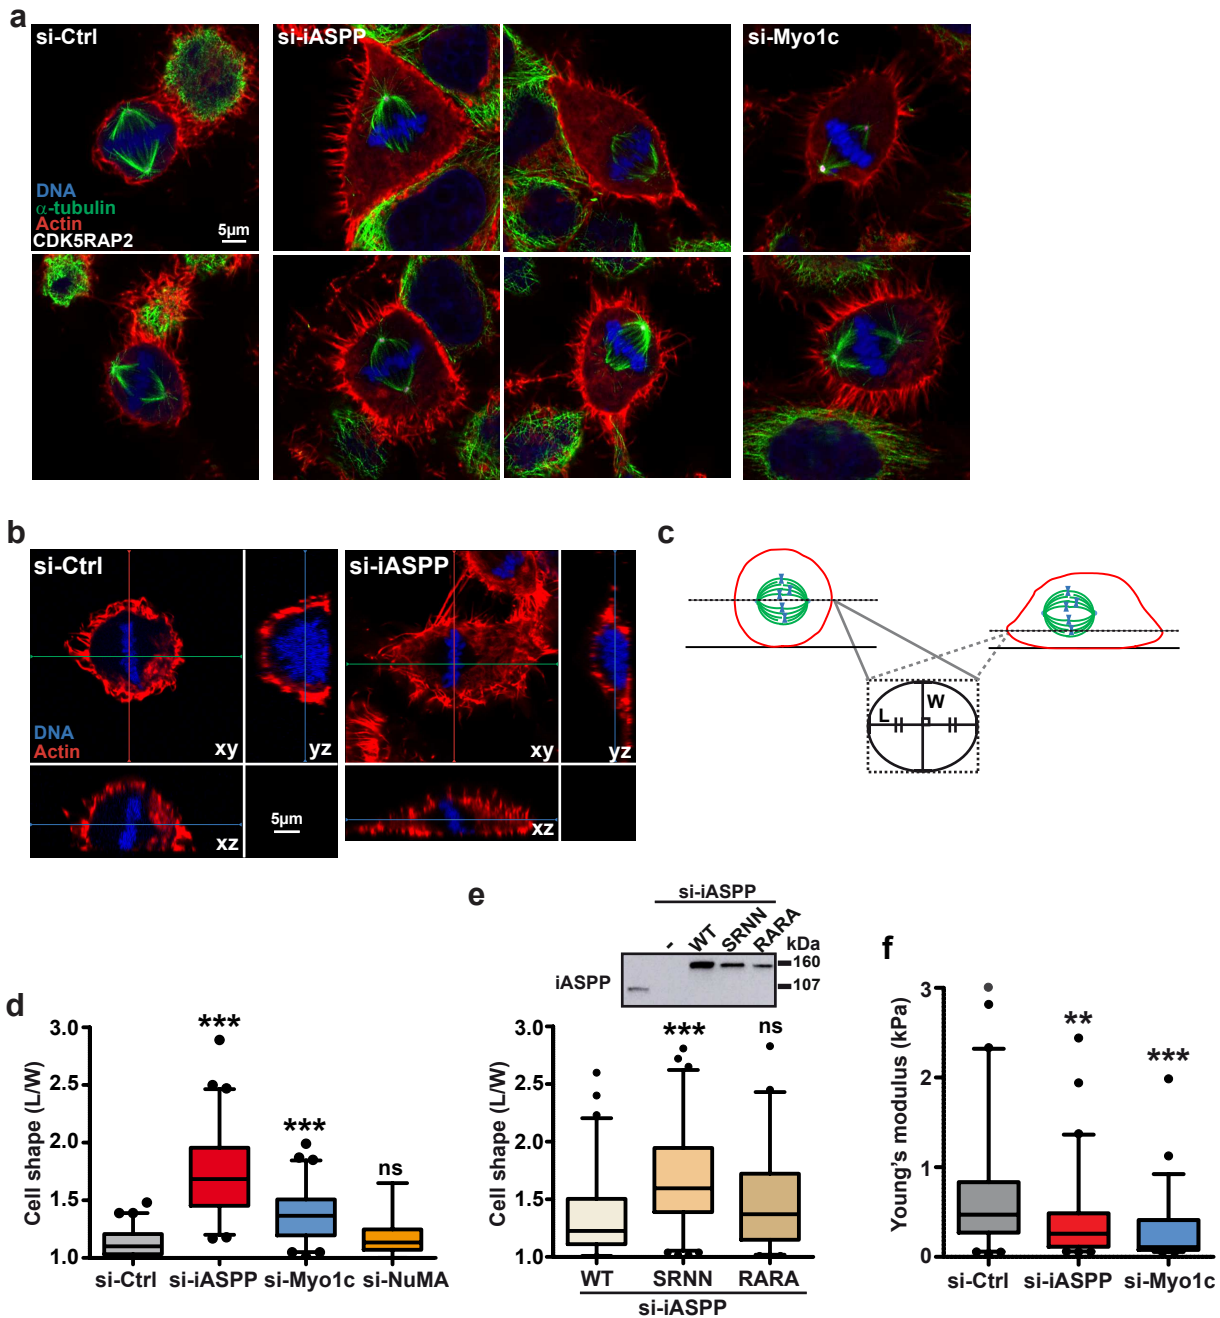 a
si-Ctrl
si-iASPP
si-Myo1c
DNA
α-tubulin
Actin
CDK5RAP2
5µm
b
si-Ctrl
si-iASPP
DNA
Actin
xy
yz
xz
5µm
xy
yz
xz
c
L
W
d
3.0
2.5
2.0
1.5
1.0
Cell shape (L/W)
***
***
ns
si-Ctrl
si-iASPP
si-Myo1c
si-NuMA
e
si-iASPP
-
WT
SRNN
RARA
kDa
iASPP
160
107
3.0
2.5
2.0
1.5
1.0
Cell shape (L/W)
***
ns
WT
SRNN
RARA
si-iASPP
f
3
2
1
0
Young's modulus (kPa)
**
***
si-Ctrl
si-iASPP
si-Myo1c